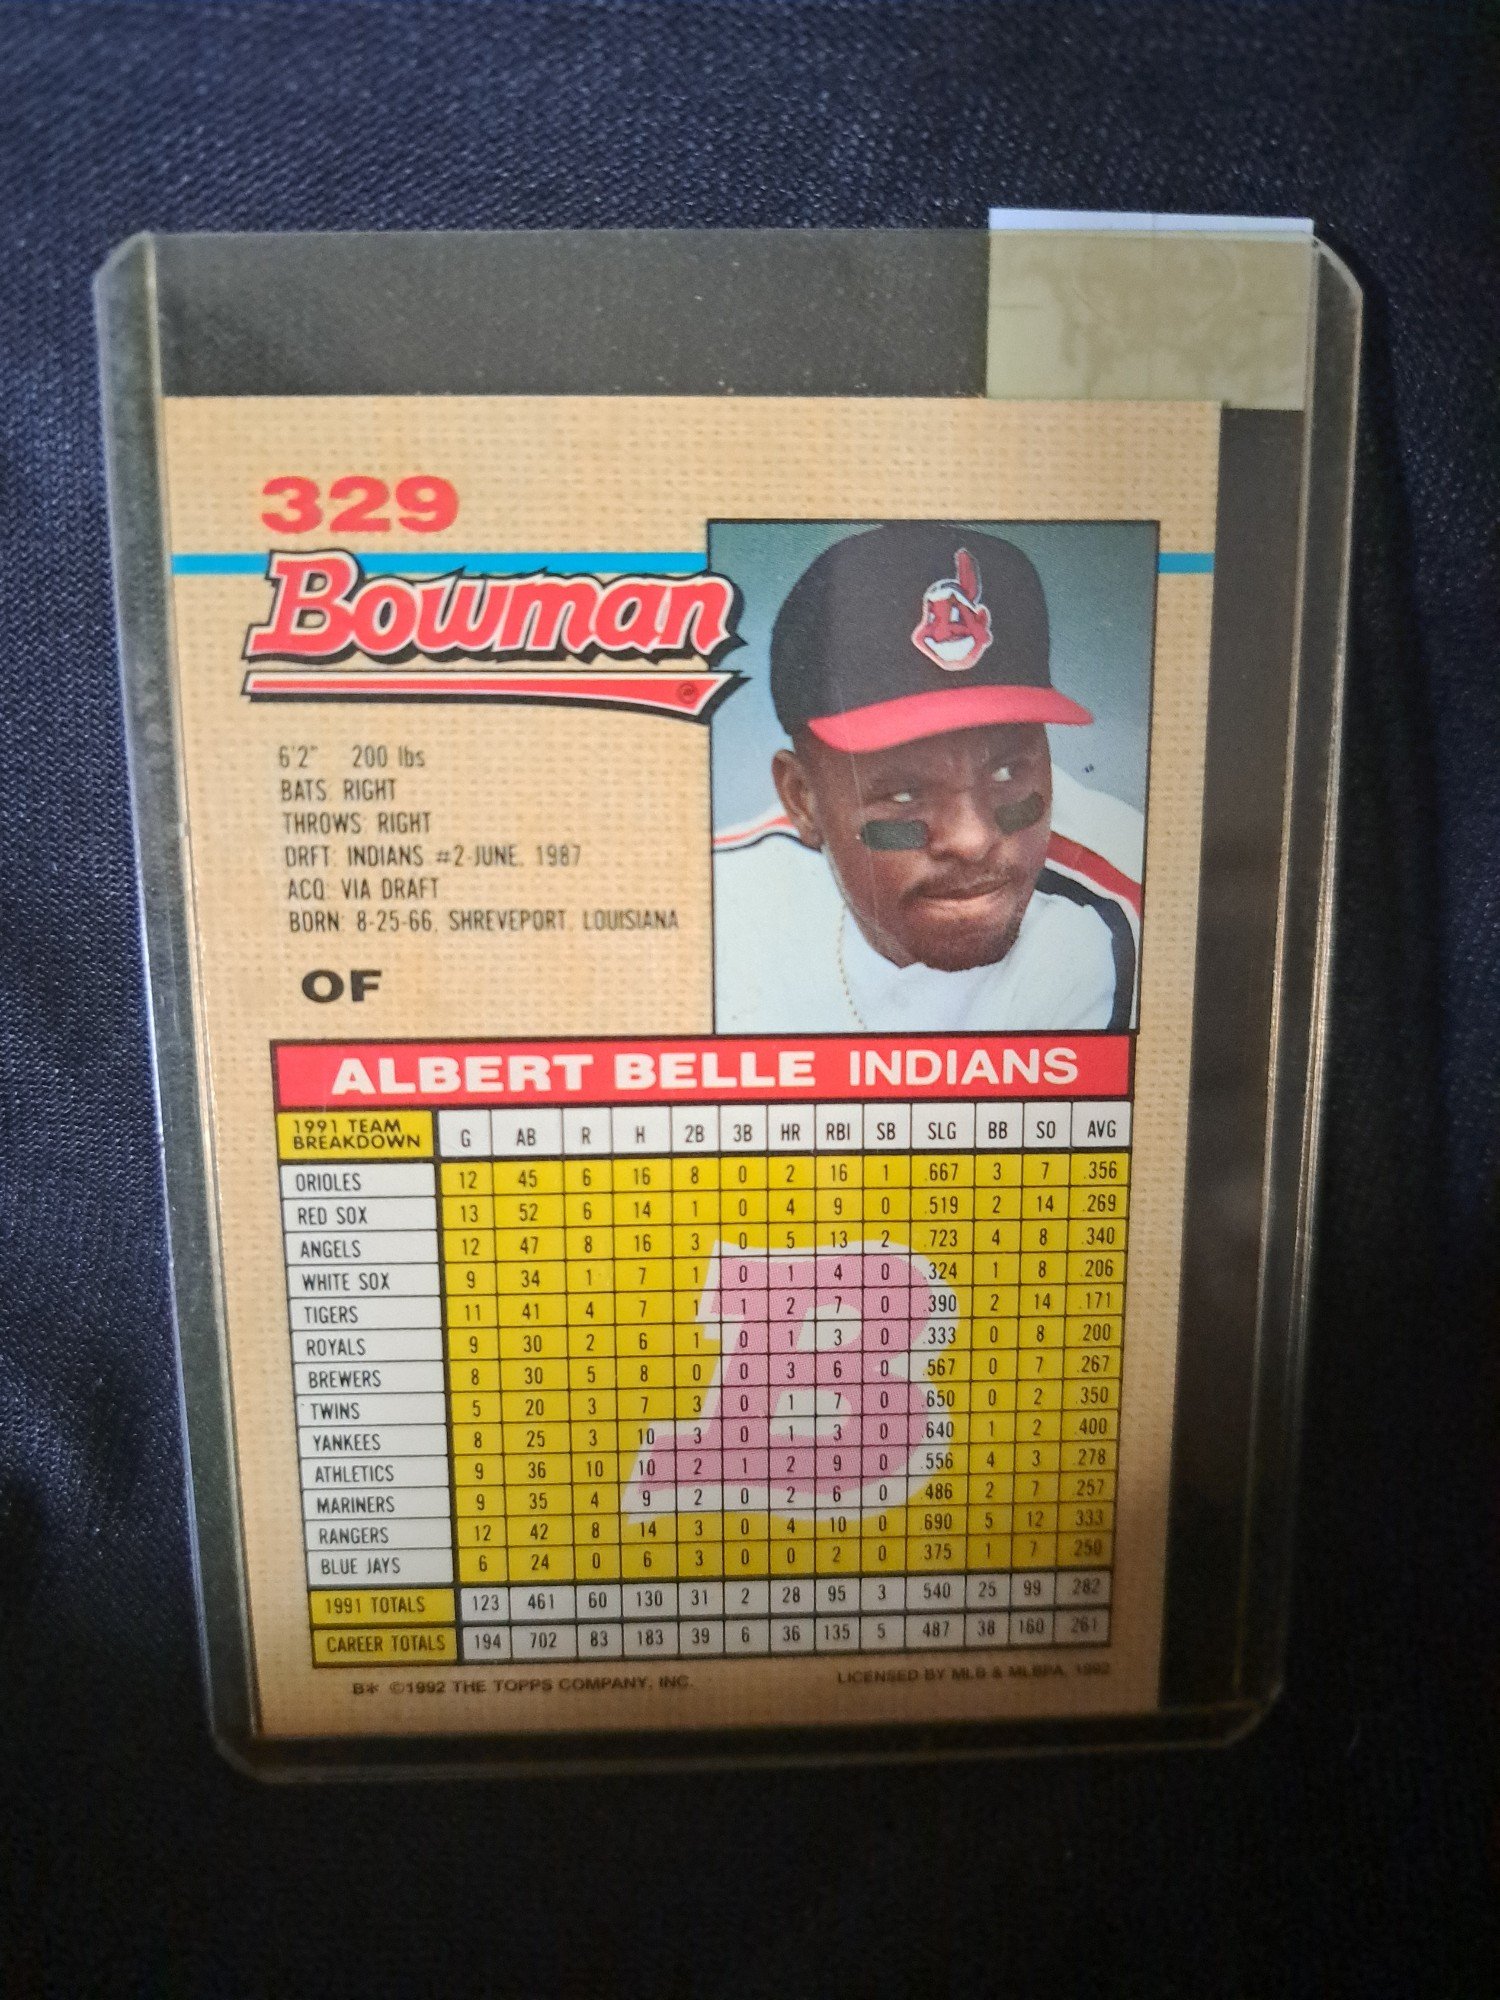 329
Bowman
6'2" 200 lbs
BATS: RIGHT
THROWS: RIGHT
DRFT: INDIANS #2-JUNE, 1987
ACQ: VIA DRAFT
BORN: 8-25-66, SHREVEPORT, LOUISIANA
OF
ALBERT BELLE INDIANS
1991 TEAM BREAKDOWN G AB R H 2B 3B HR RBI SB SLG BB SO AVG
ORIOLES 12 45 6 16 8 0 2 16 1 .667 3 7 .356
RED SOX 13 52 6 14 1 0 4 9 0 .519 2 14 .269
ANGELS 12 47 8 16 3 0 5 13 2 .723 4 8 .340
WHITE SOX 9 34 1 7 1 0 1 4 0 .324 1 8 .206
TIGERS 11 41 4 7 1 1 2 7 0 .390 2 14 .171
ROYALS 9 30 2 6 1 0 1 3 0 .333 0 8 .200
BREWERS 8 30 5 8 0 0 3 6 0 .567 0 7 .267
TWINS 5 20 3 7 3 0 1 7 0 .650 0 2 .350
YANKEES 8 25 3 10 3 0 1 3 0 .640 1 2 .400
ATHLETICS 9 36 10 10 2 1 2 9 0 .556 4 3 .278
MARINERS 9 35 4 9 2 0 2 6 0 .486 2 7 .257
RANGERS 12 42 8 14 3 0 4 10 0 .690 5 12 .333
BLUE JAYS 6 24 0 6 3 0 0 2 0 .375 1 7 .250
1991 TOTALS 123 461 60 130 31 2 28 95 3 .540 25 99 .282
CAREER TOTALS 194 702 83 183 39 6 36 135 5 .487 38 160 .261
B* ©1992 THE TOPPS COMPANY, INC. LICENSED BY MLB & MLBPA, 1992